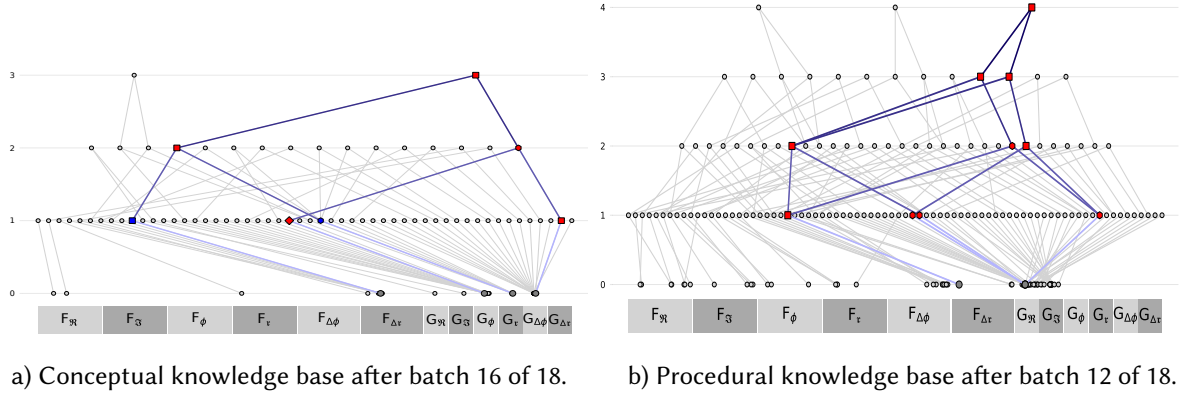 4
3
3
2
2
1
1
0
0
F_ℜ F_ℑ F_ϕ F_𝔯 F_Δϕ F_Δ𝔯 G_ℜ G_ℑ G_ϕ G_𝔯 G_Δϕ G_Δ𝔯
F_ℜ F_ℑ F_ϕ F_𝔯 F_Δϕ F_Δ𝔯 G_ℜ G_ℑ G_ϕ G_𝔯 G_Δϕ G_Δ𝔯
a) Conceptual knowledge base after batch 16 of 18.
b) Procedural knowledge base after batch 12 of 18.